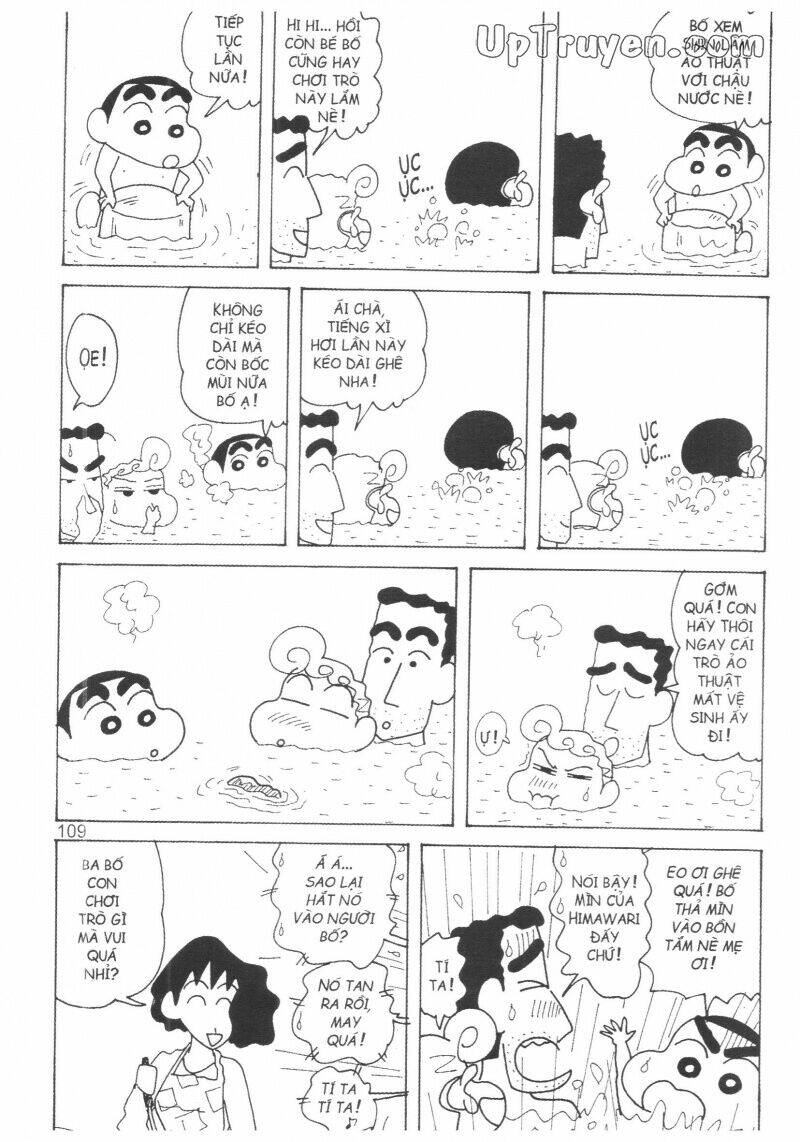 UpTruyen.com
BỐ XEM
SHIN LÀM
ẢO THUẬT
VỚI CHẬU
NƯỚC NÈ!
HI HI... HỒI
CÒN BÉ BỐ
CŨNG HAY
CHƠI TRÒ
NÀY LẮM
NÈ!
ỤC
ỤC...
TIẾP
TỤC
LẦN
NỮA!
ỤC
ỤC...
ÁI CHÀ,
TIẾNG XÌ
HƠI LẦN NÀY
KÉO DÀI GHÊ
NHA!
KHÔNG
CHỈ KÉO
DÀI MÀ
CÒN BỐC
MÙI NỮA
BỐ Ạ!
ỌE!
GỚM
QUÁ! CON
HÃY THÔI
NGAY CÁI
TRÒ ẢO
THUẬT
MẤT VỆ
SINH ẤY
ĐI!
Ự!
109
EO ƠI GHÊ
QUÁ! BỐ
THẢ MÌN
VÀO BỒN
TẮM NÈ MẸ
ƠI!
NÓI BẬY!
MÌN CỦA
HIMAWARI
ĐẤY
CHỨ!
TÍ
TA!
Á Á...
SAO LẠI
HẤT NÓ
VÀO NGƯỜI
BỐ?
NÓ TAN
RA RỒI,
MAY
QUÁ!
TÍ TA
TÍ TA!
BA BỐ
CON
CHƠI
TRÒ GÌ
MÀ VUI
QUÁ
NHỈ?